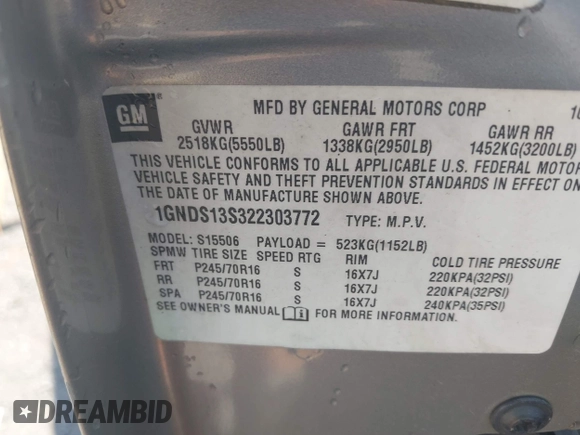 GM
MFD BY GENERAL MOTORS CORP
GVWR GAWR FRT GAWR RR
2518KG(5550LB) 1338KG(2950LB) 1452KG(3200LB)
THIS VEHICLE CONFORMS TO ALL APPLICABLE U.S. FEDERAL MOTOR
VEHICLE SAFETY AND THEFT PREVENTION STANDARDS IN EFFECT ON
THE DATE OF MANUFACTURE SHOWN ABOVE.
1GNDS13S322303772 TYPE: M.P.V.
MODEL: S15506 PAYLOAD = 523KG(1152LB)
SPMW TIRE SIZE SPEED RTG RIM COLD TIRE PRESSURE
FRT P245/70R16 S 16X7J 220KPA(32PSI)
RR P245/70R16 S 16X7J 220KPA(32PSI)
SPA P245/70R16 S 16X7J 240KPA(35PSI)
SEE OWNER'S MANUAL i FOR MORE INFORMATION.
DREAMBID